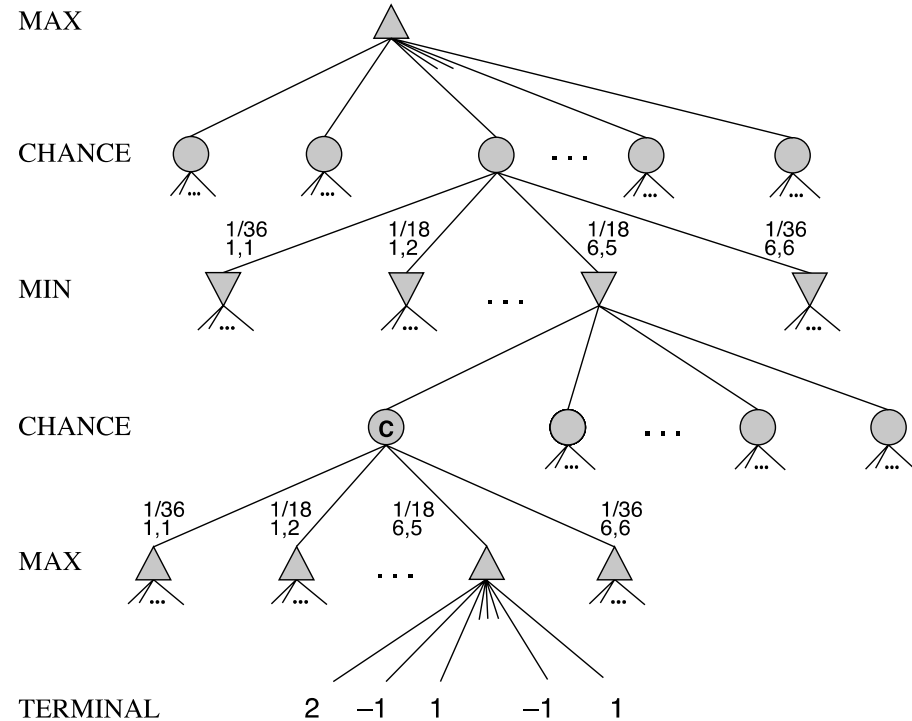 MAX
CHANCE ...
... ... ... ...
1/36 1/18 1/18 1/36
1,1 1,2 6,5 6,6
MIN ...
... ... ...
CHANCE C ...
... ... ...
1/36 1/18 1/18 1/36
1,1 1,2 6,5 6,6
MAX ...
... ... ...
TERMINAL 2 –1 1 –1 1